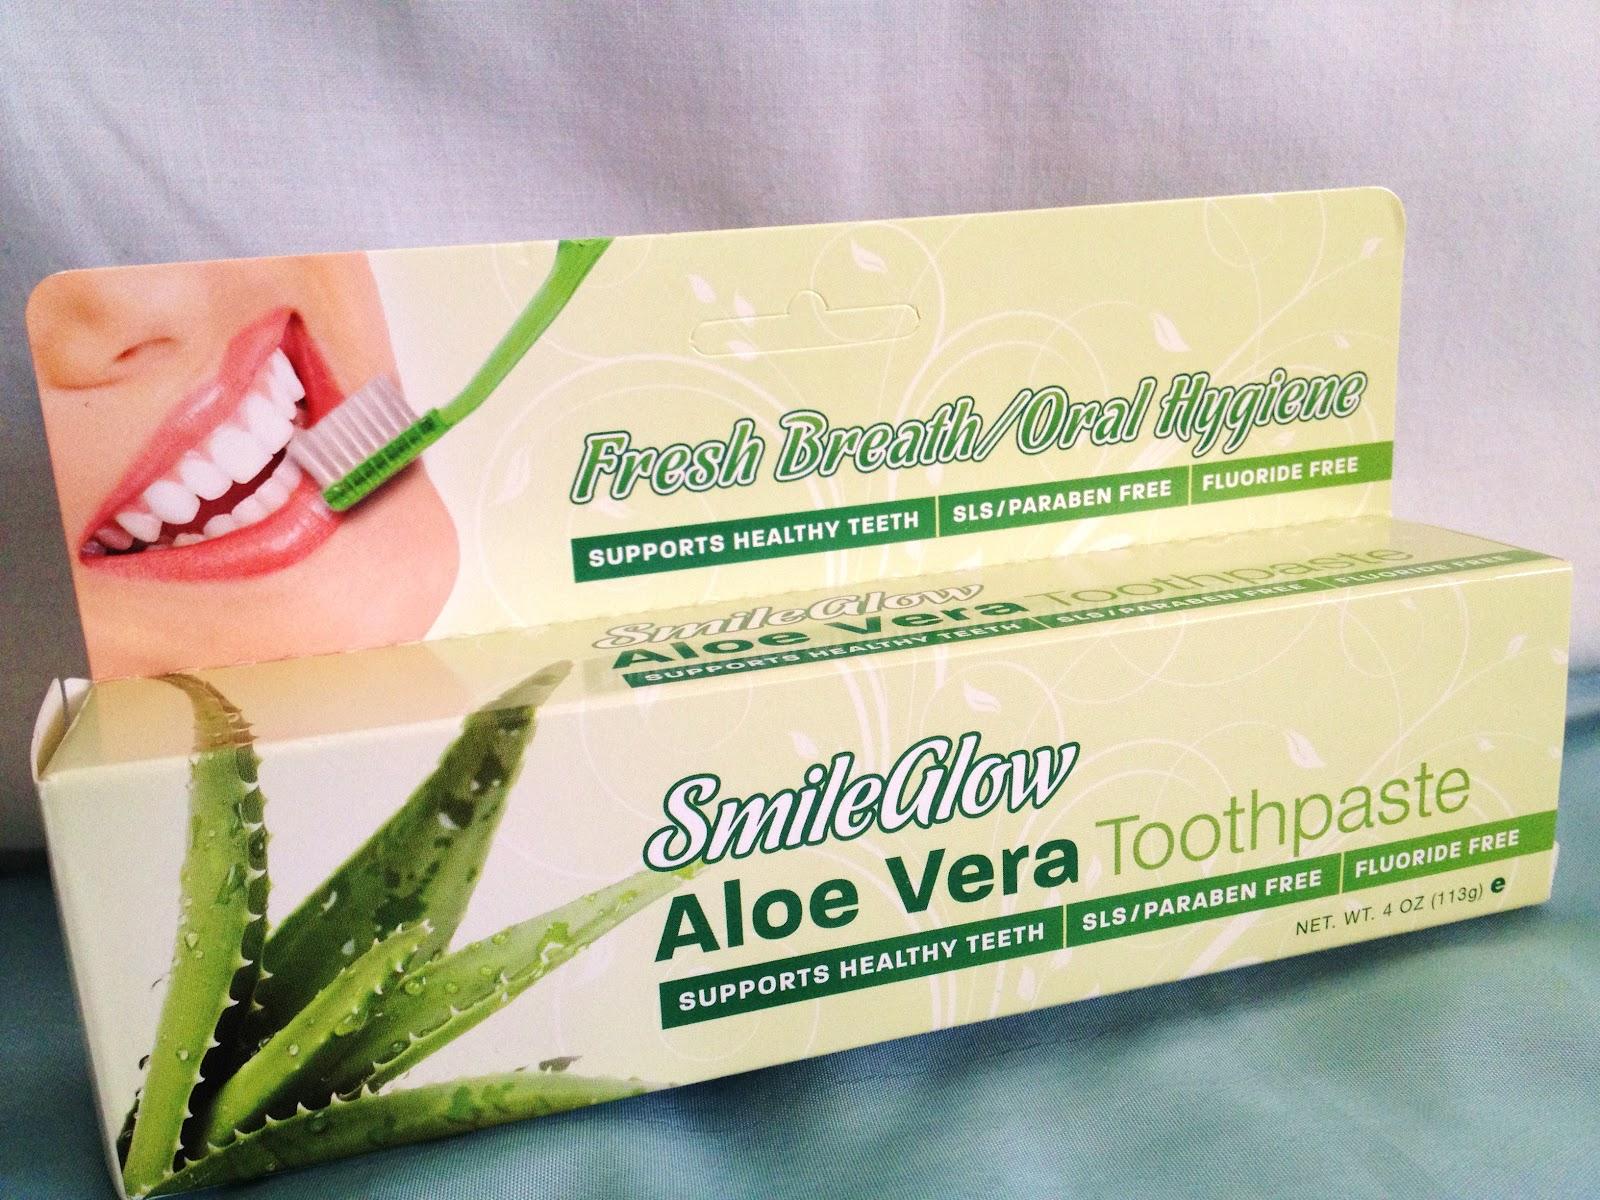 Fresh Breath/Oral Hygiene
SUPPORTS HEALTHY TEETH SLS/PARABEN FREE FLUORIDE FREE
SmileGlow
Aloe Vera Toothpaste
SUPPORTS HEALTHY TEETH SLS/PARABEN FREE FLUORIDE FREE
SmileGlow
Aloe Vera Toothpaste
SUPPORTS HEALTHY TEETH SLS/PARABEN FREE FLUORIDE FREE
NET. WT. 4 OZ (113g) e